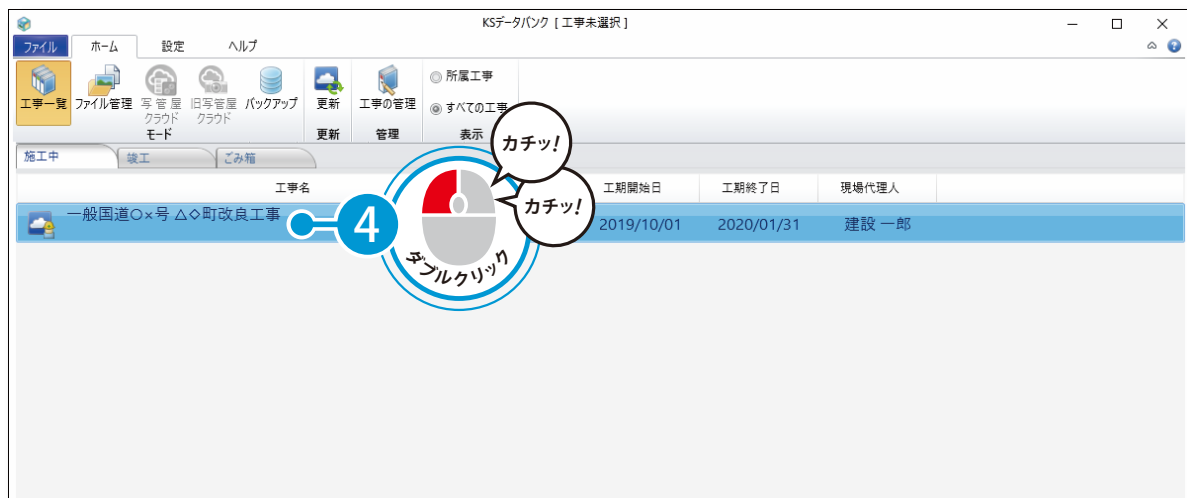 KSデータバンク [ 工事未選択 ]
ファイル ホーム 設定 ヘルプ
工事一覧 ファイル管理 写管屋クラウド 旧写管屋クラウド バックアップ 更新 工事の管理
所属工事
すべての工事
モード 更新 管理 表示
施工中 竣工 ごみ箱
カチッ!
工事名 工期開始日 工期終了日 現場代理人
一般国道○×号 △◇町改良工事 2019/10/01 2020/01/31 建設 一郎
4
カチッ!
ダブルクリック